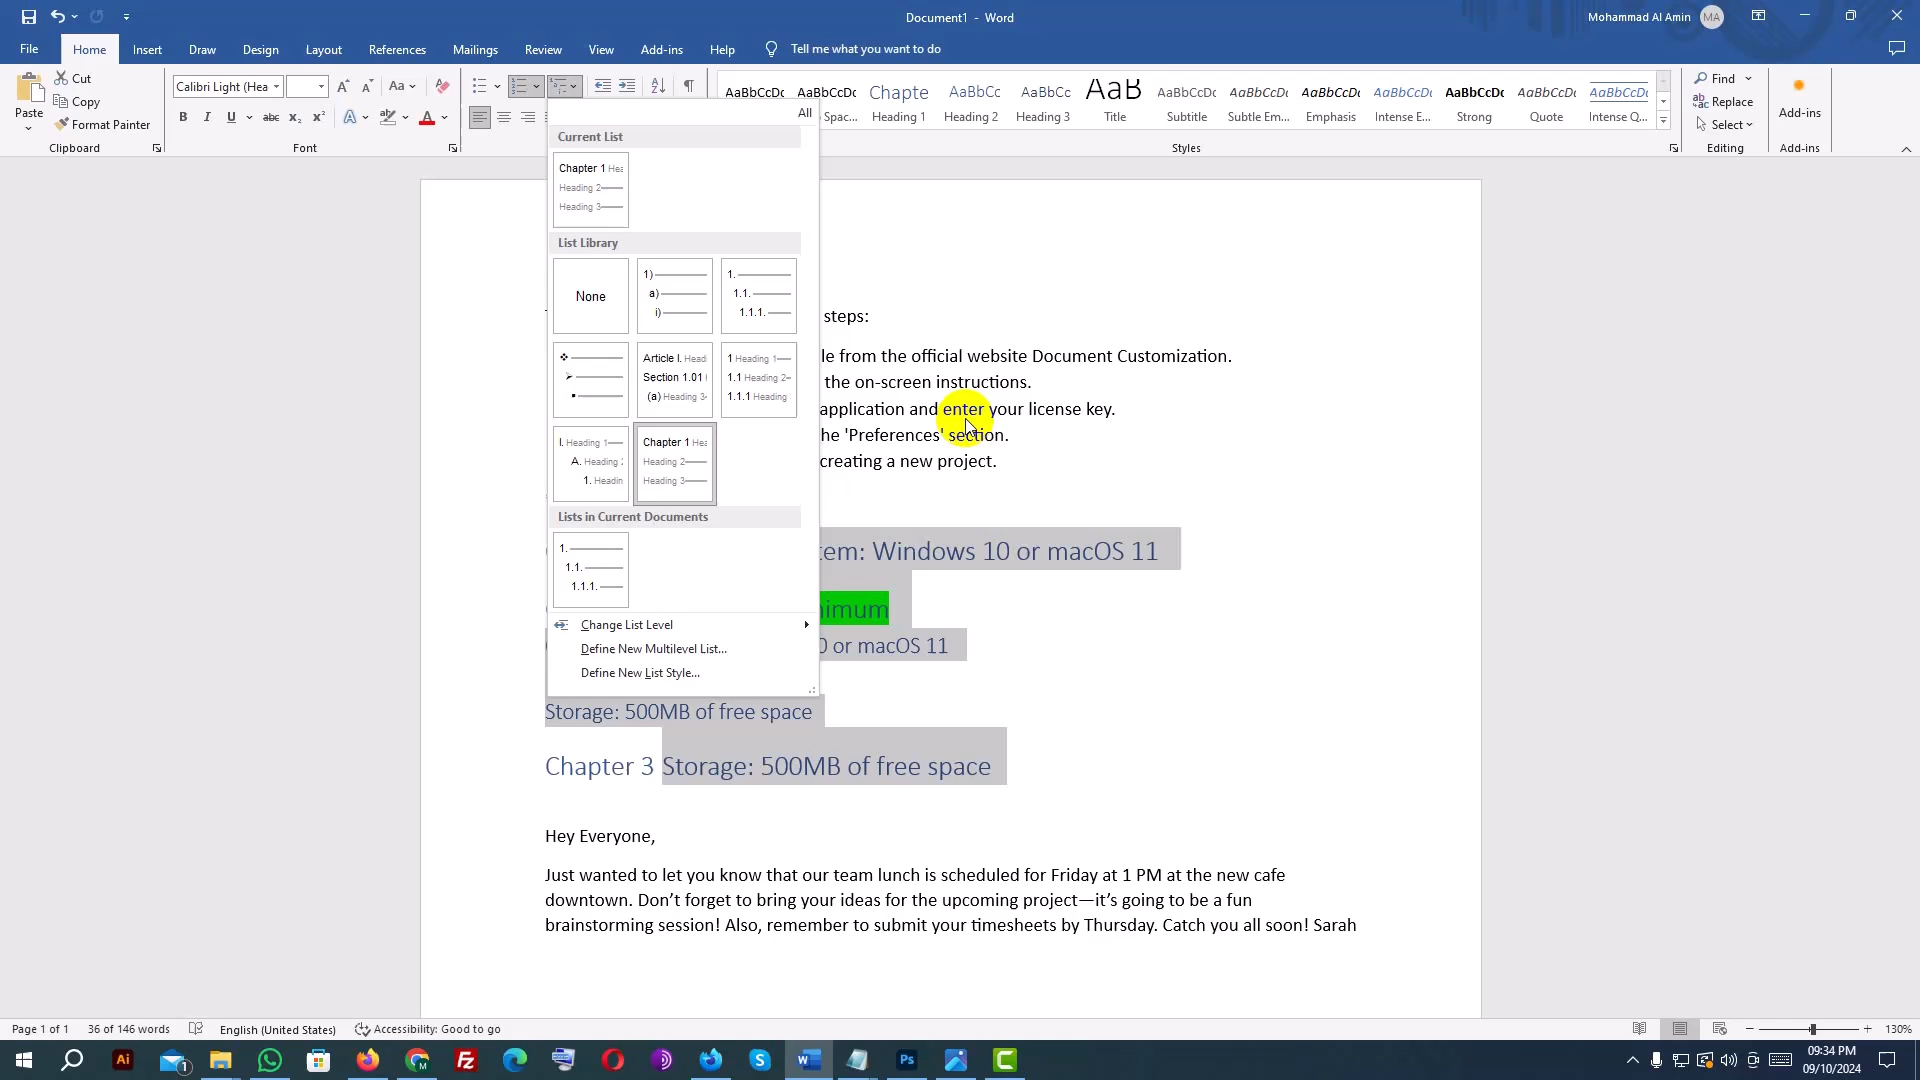 Document1 - Word
Mohammad Al Amin
MA
File
Home
Insert
Draw
Design
Layout
References
Mailings
Review
View
Add-ins
Help
Tell me what you want to do
Paste
Cut
Copy
Format Painter
Clipboard
Calibri Light (Hea
Aa
Font
AaBbCcDc
AaBbCcDc
Spac...
Chapte
Heading 1
AaBbCc
Heading 2
AaBbCc
Heading 3
AaB
Title
AaBbCcDc
Subtitle
AaBbCcDc
Subtle Em...
AaBbCcDc
Emphasis
AaBbCcDc
Intense E...
AaBbCcDc
Strong
AaBbCcDc
Quote
AaBbCcDc
Intense Q...
Styles
Find
Replace
Select
Editing
Add-ins
Add-ins
All
Current List
Chapter 1 Hea
Heading 2
Heading 3
List Library
None
1)
a)
i)
1.
1.1.
1.1.1.
Article I. Head
Section 1.01
(a) Heading 3
1 Heading 1
1.1 Heading 2
1.1.1 Heading
I. Heading 1
A. Heading
1. Headin
Chapter 1 Hea
Heading 2
Heading 3
Lists in Current Documents
1.
1.1.
1.1.1.
Change List Level
Define New Multilevel List...
Define New List Style...
steps:
le from the official website Document Customization.
the on-screen instructions.
application and enter your license key.
he 'Preferences' section.
creating a new project.
tem: Windows 10 or macOS 11
nimum
0 or macOS 11
Storage: 500MB of free space
Chapter 3 Storage: 500MB of free space
Hey Everyone,
Just wanted to let you know that our team lunch is scheduled for Friday at 1 PM at the new cafe
downtown. Don’t forget to bring your ideas for the upcoming project—it’s going to be a fun
brainstorming session! Also, remember to submit your timesheets by Thursday. Catch you all soon! Sarah
Page 1 of 1
36 of 146 words
English (United States)
Accessibility: Good to go
130%
09:34 PM
09/10/2024